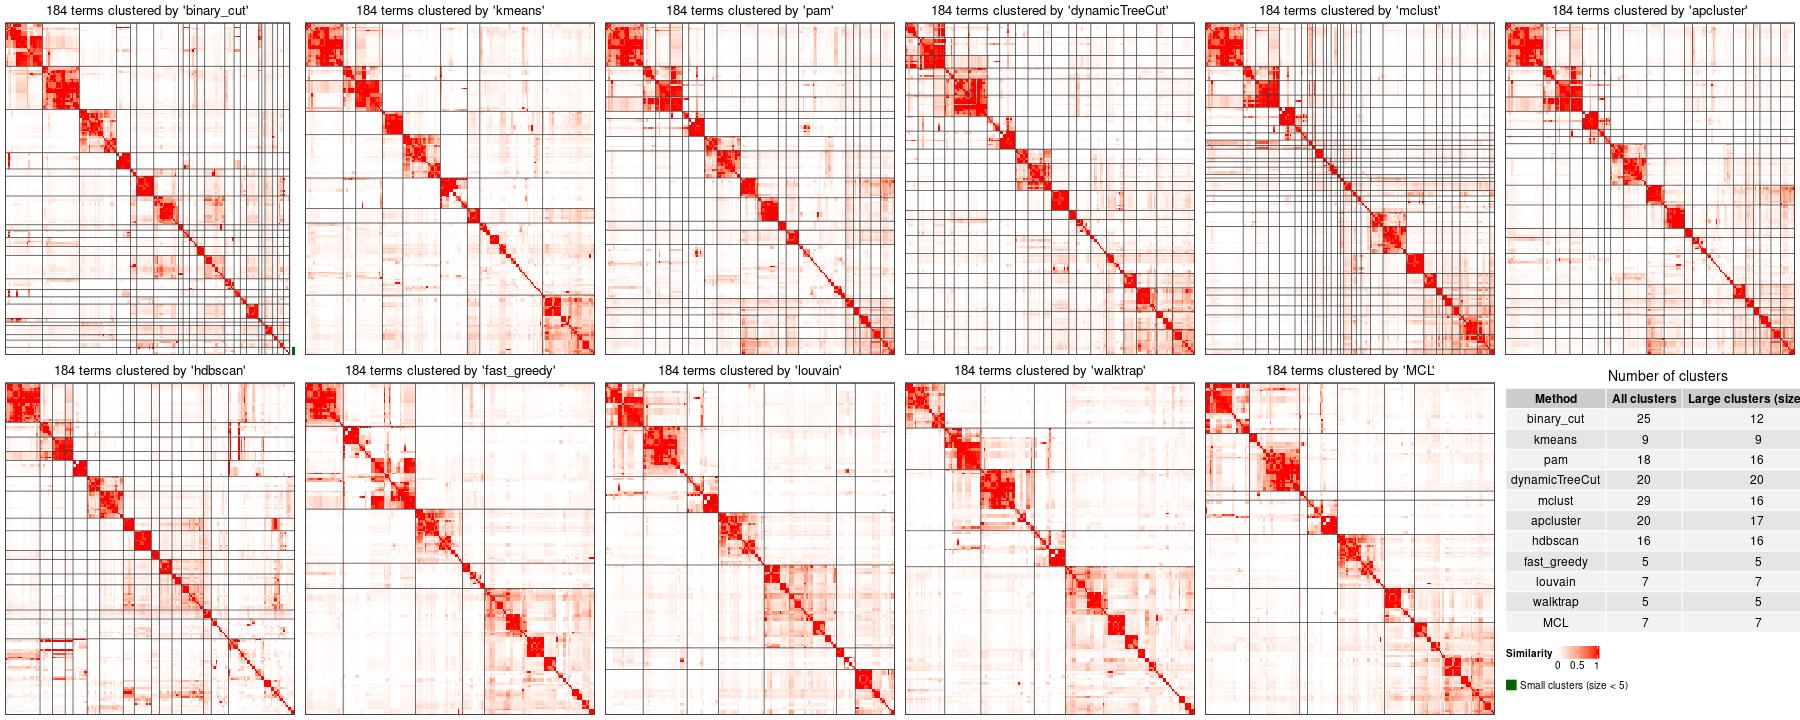 184 terms clustered by 'binary_cut'
184 terms clustered by 'kmeans'
184 terms clustered by 'pam'
184 terms clustered by 'dynamicTreeCut'
184 terms clustered by 'mclust'
184 terms clustered by 'apcluster'
184 terms clustered by 'hdbscan'
184 terms clustered by 'fast_greedy'
184 terms clustered by 'louvain'
184 terms clustered by 'walktrap'
184 terms clustered by 'MCL'
Number of clusters
Method All clusters Large clusters (size
binary_cut 25 12
kmeans 9 9
pam 18 16
dynamicTreeCut 20 20
mclust 29 16
apcluster 20 17
hdbscan 16 16
fast_greedy 5 5
louvain 7 7
walktrap 5 5
MCL 7 7
Similarity
0 0.5 1
Small clusters (size < 5)